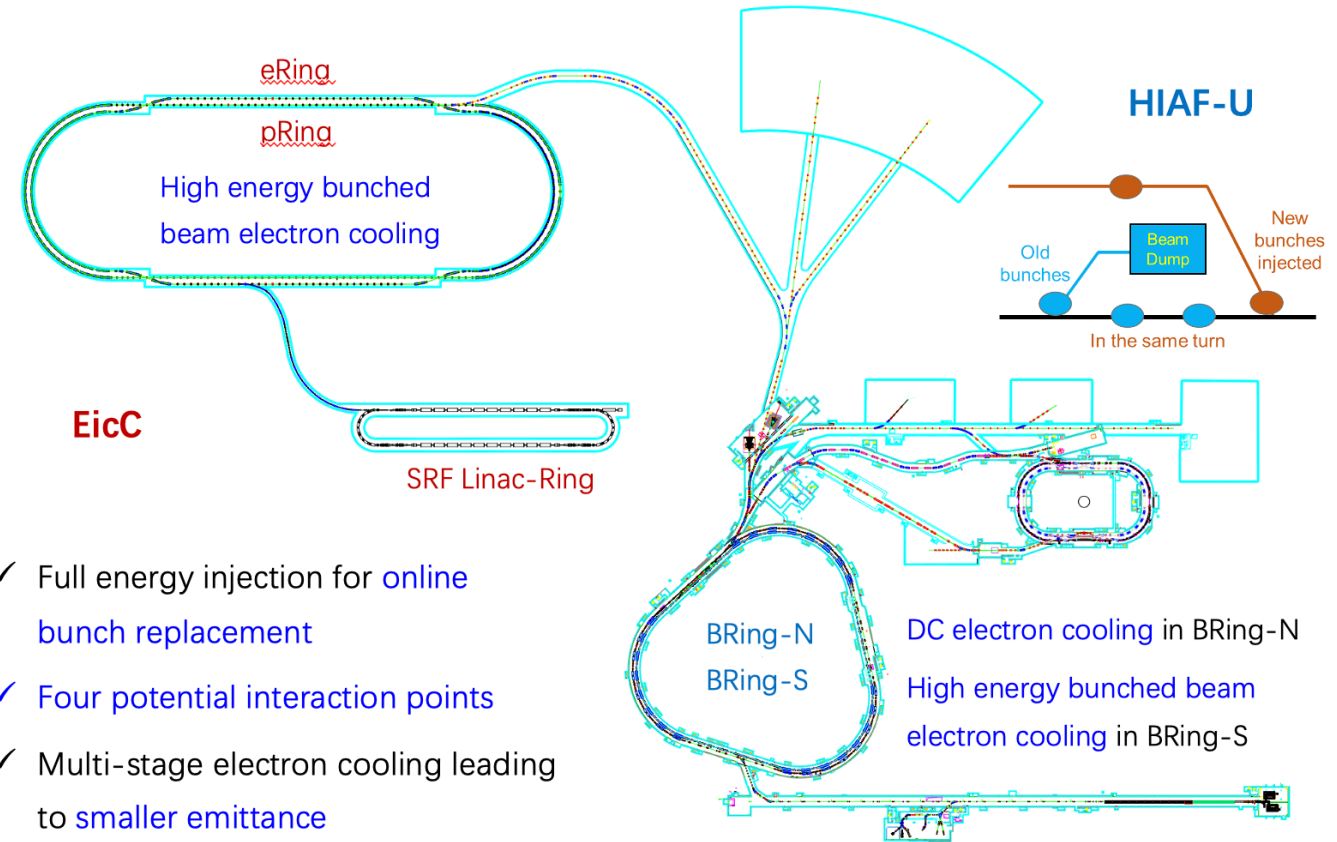 eRing
pRing
High energy bunched
beam electron cooling
HIAF-U
New
bunches
injected
Beam
Dump
Old
bunches
In the same turn
EicC
SRF Linac-Ring
✓ Full energy injection for online
bunch replacement
✓ Four potential interaction points
✓ Multi-stage electron cooling leading
to smaller emittance
BRing-N
BRing-S
DC electron cooling in BRing-N
High energy bunched beam
electron cooling in BRing-S